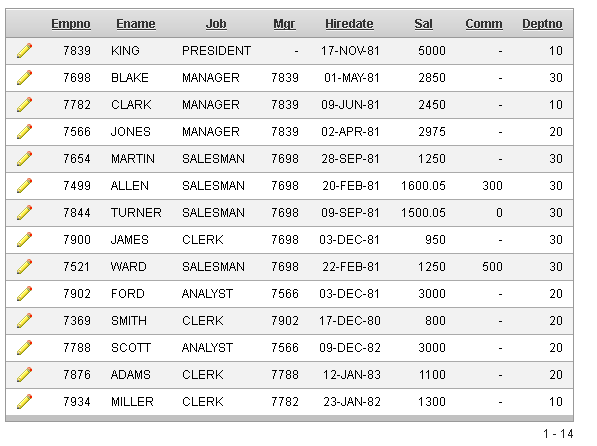 Empno Ename Job Mgr Hiredate Sal Comm Deptno
7839 KING PRESIDENT - 17-NOV-81 5000 - 10
7698 BLAKE MANAGER 7839 01-MAY-81 2850 - 30
7782 CLARK MANAGER 7839 09-JUN-81 2450 - 10
7566 JONES MANAGER 7839 02-APR-81 2975 - 20
7654 MARTIN SALESMAN 7698 28-SEP-81 1250 - 30
7499 ALLEN SALESMAN 7698 20-FEB-81 1600.05 300 30
7844 TURNER SALESMAN 7698 09-SEP-81 1500.05 0 30
7900 JAMES CLERK 7698 03-DEC-81 950 - 30
7521 WARD SALESMAN 7698 22-FEB-81 1250 500 30
7902 FORD ANALYST 7566 03-DEC-81 3000 - 20
7369 SMITH CLERK 7902 17-DEC-80 800 - 20
7788 SCOTT ANALYST 7566 09-DEC-82 3000 - 20
7876 ADAMS CLERK 7788 12-JAN-83 1100 - 20
7934 MILLER CLERK 7782 23-JAN-82 1300 - 10
1 - 14